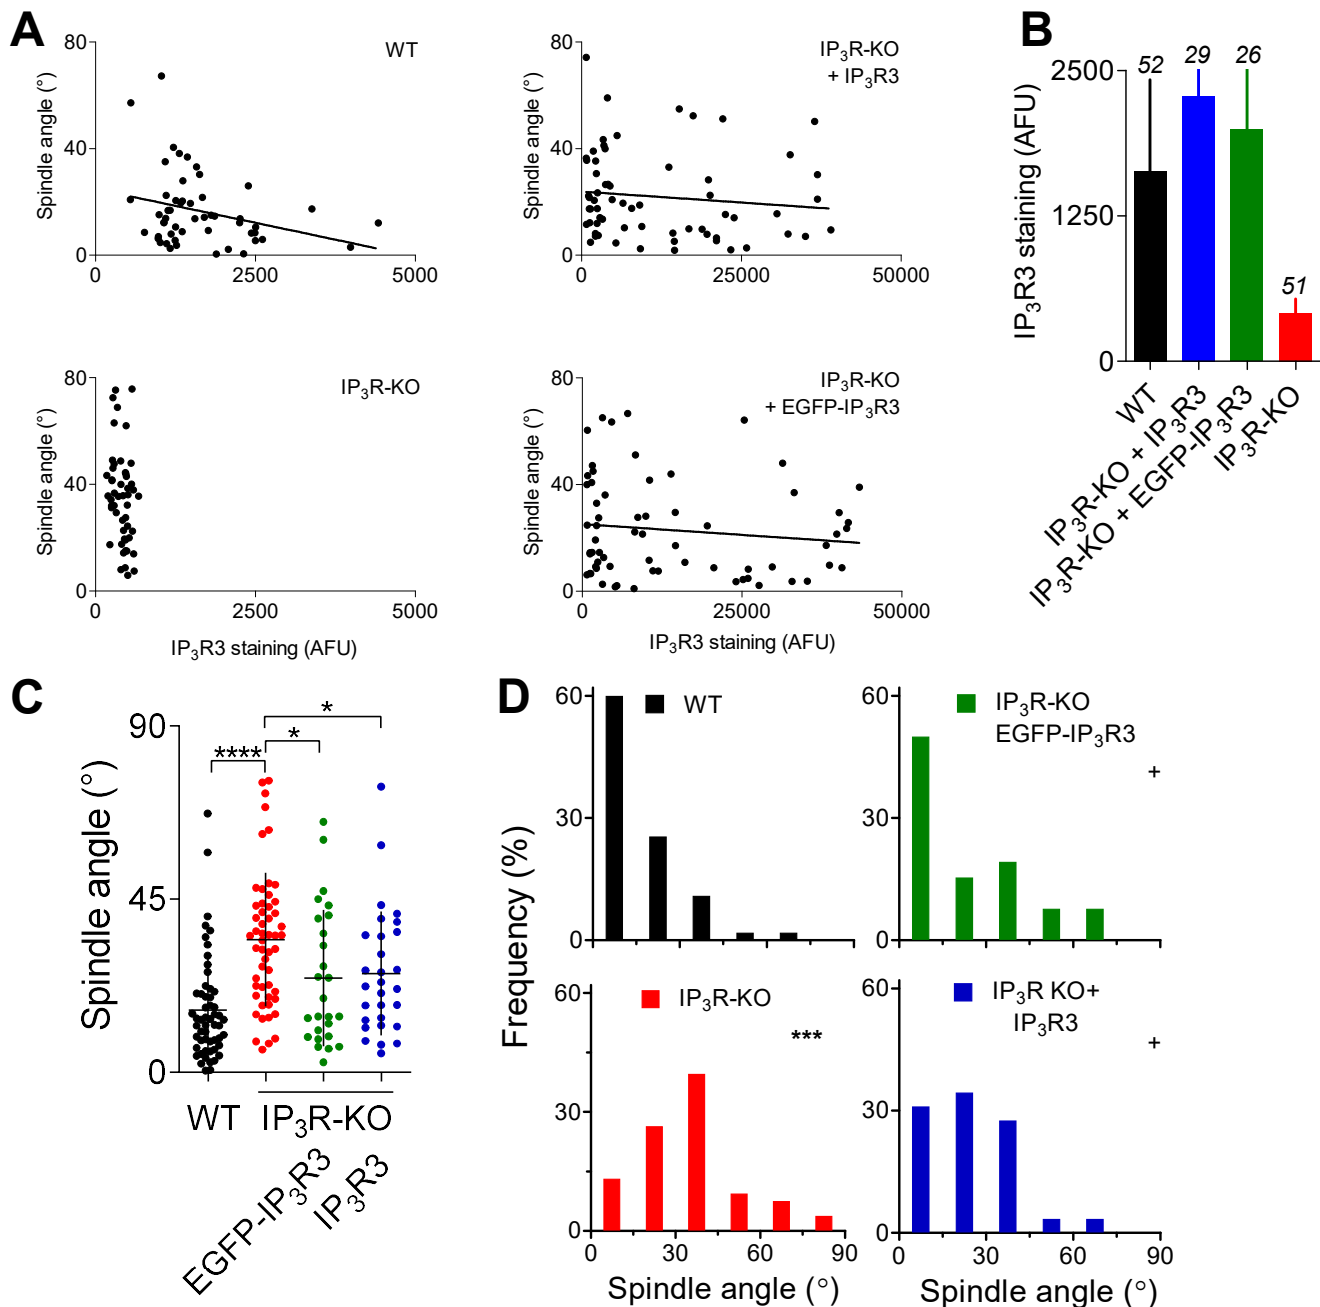 A
80
40
0
Spindle angle (°)
WT
0
2500
5000
80
40
0
Spindle angle (°)
IP₃R-KO
+ IP₃R3
0
25000
50000
80
40
0
Spindle angle (°)
IP₃R-KO
0
2500
5000
IP₃R3 staining (AFU)
80
40
0
Spindle angle (°)
IP₃R-KO
+ EGFP-IP₃R3
0
25000
50000
IP₃R3 staining (AFU)
B
IP₃R3 staining (AFU)
2500
1250
0
52
29
26
51
WT
IP₃R-KO + IP₃R3
IP₃R-KO + EGFP-IP₃R3
IP₃R-KO
C
Spindle angle (°)
90
45
0
****
*
*
WT
IP₃R-KO
EGFP-IP₃R3
IP₃R3
D
Frequency (%)
60
30
0
WT
60
30
0
IP₃R-KO
EGFP-IP₃R3
+
60
30
0
IP₃R-KO
***
0
30
60
90
Spindle angle (°)
60
30
0
IP₃R KO+
IP₃R3
+
0
30
60
90
Spindle angle (°)